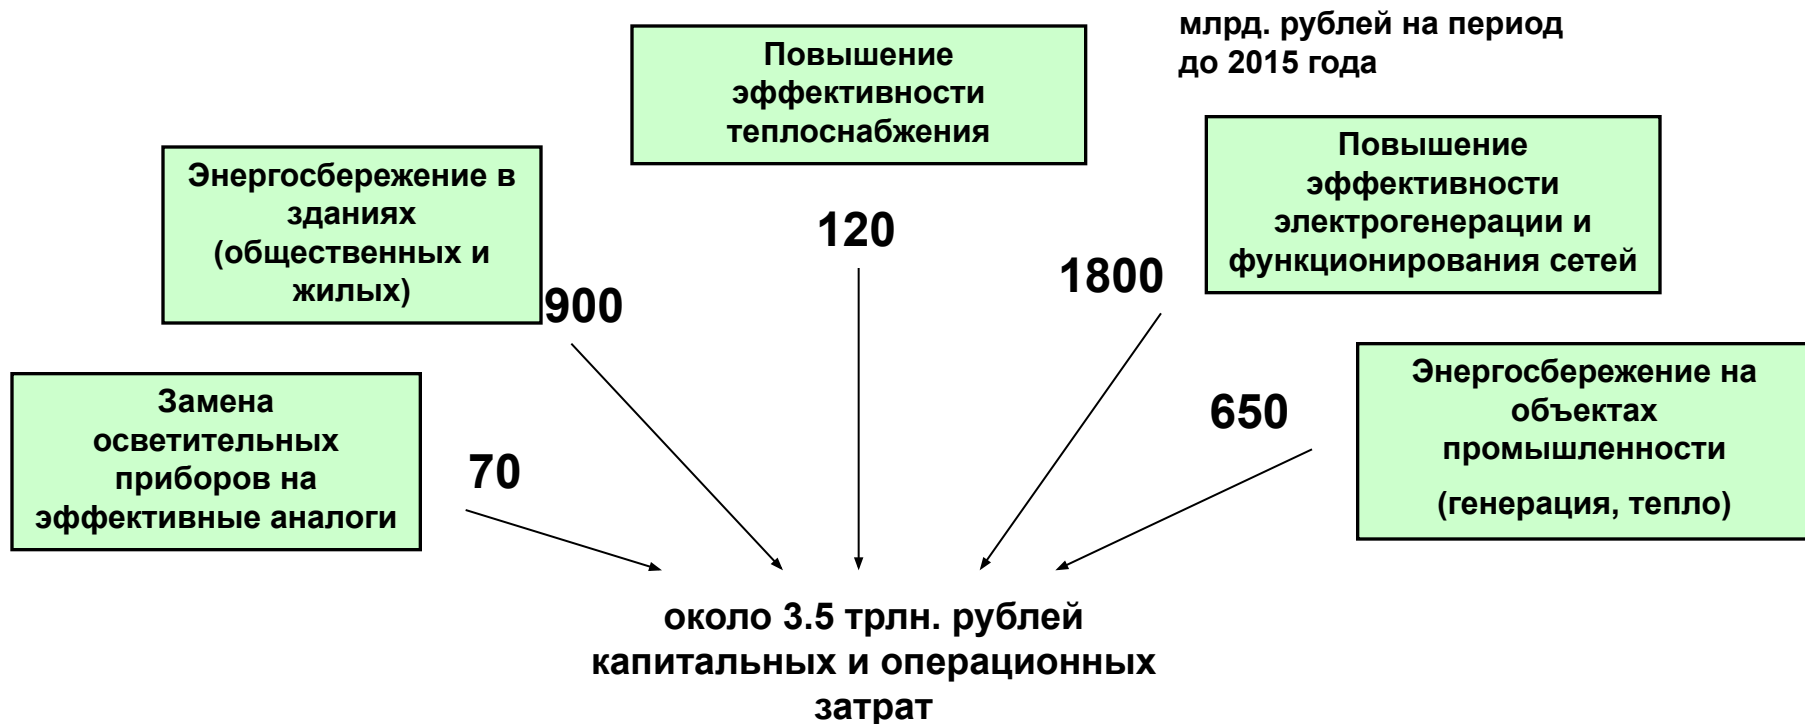 млрд. рублей на период
до 2015 года
Повышение
эффективности
теплоснабжения
120
Энергосбережение в
зданиях
(общественных и
жилых)
900
Повышение
эффективности
электрогенерации и
функционирования сетей
1800
Замена
осветительных
приборов на
эффективные аналоги
70
Энергосбережение на
объектах
промышленности
(генерация, тепло)
650
около 3.5 трлн. рублей
капитальных и операционных
затрат